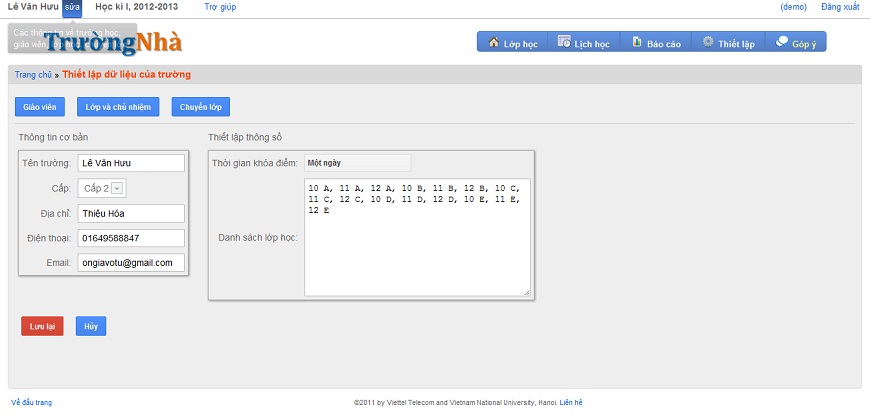 Lê Văn Hưu sửa Học kì I, 2012-2013 Trợ giúp (demo) Đăng xuất
Các thông tin về trường học,
giáo viên, lớp học
TrườngNhà
Lớp học Lịch học Báo cáo Thiết lập Góp ý
Trang chủ » Thiết lập dữ liệu của trường
Giáo viên Lớp và chủ nhiệm Chuyển lớp
Thông tin cơ bản Thiết lập thông số
Tên trường: Lê Văn Hưu
Cấp: Cấp 2
Địa chỉ: Thiệu Hóa
Điện thoại: 01649588847
Email: ongiavotu@gmail.com
Thời gian khóa điểm: Một ngày
Danh sách lớp học:
10 A, 11 A, 12 A, 10 B, 11 B, 12 B, 10 C,
11 C, 12 C, 10 D, 11 D, 12 D, 10 E, 11 E,
12 E
Lưu lại Hủy
Về đầu trang ©2011 by Viettel Telecom and Vietnam National University, Hanoi. Liên hệ